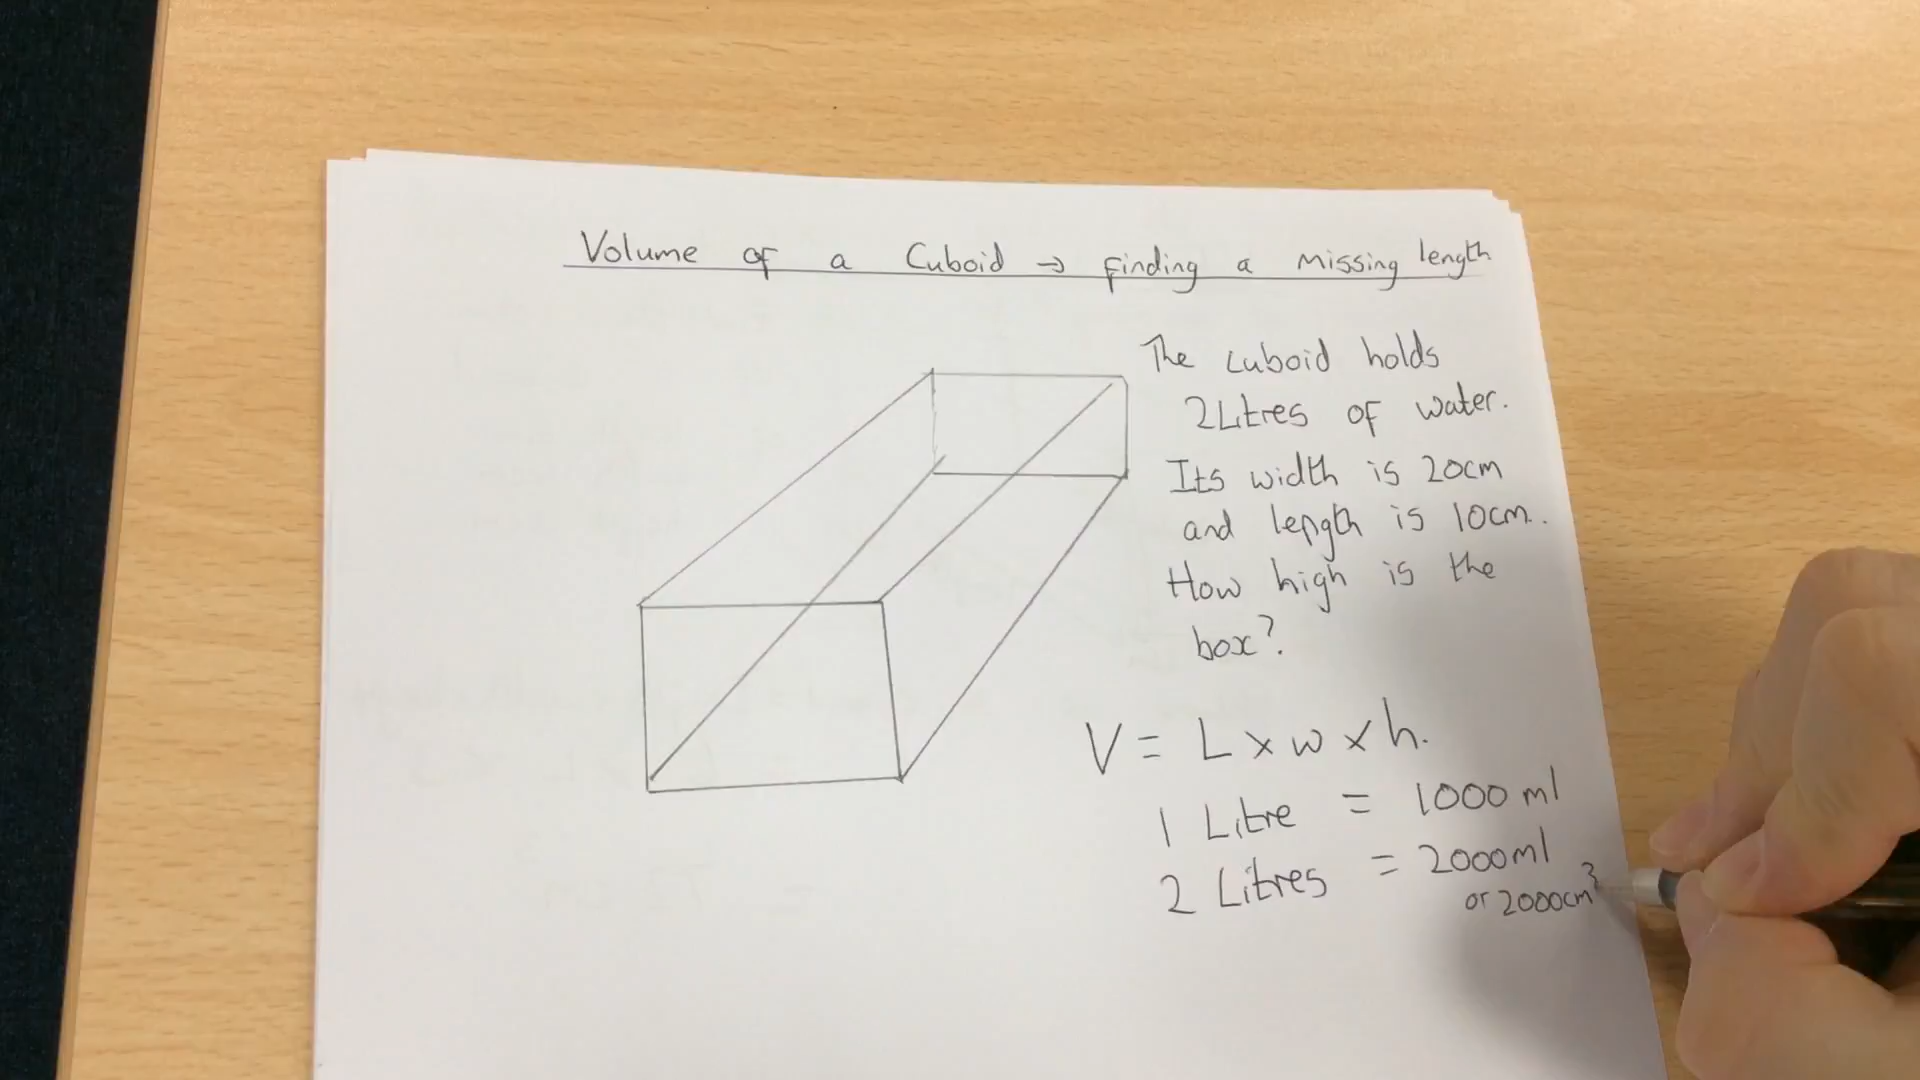 Volume of a Cuboid → finding a missing length
The cuboid holds
2Litres of water.
Its width is 20cm
and length is 10cm.
How high is the
box?
V = L x w x h.
1 Litre = 1000 ml
2 Litres = 2000ml
or 2000cm³